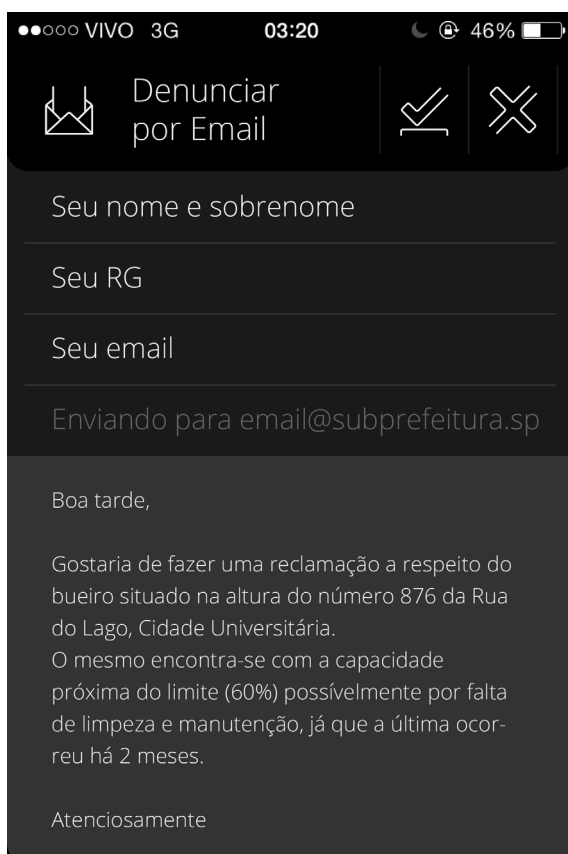 VIVO 3G 03:20 46%
Denunciar
por Email
Seu nome e sobrenome
Seu RG
Seu email
Enviando para email@subprefeitura.sp
Boa tarde,
Gostaria de fazer uma reclamação a respeito do
bueiro situado na altura do número 876 da Rua
do Lago, Cidade Universitária.
O mesmo encontra-se com a capacidade
próxima do limite (60%) possívelmente por falta
de limpeza e manutenção, já que a última ocor-
reu há 2 meses.
Atenciosamente